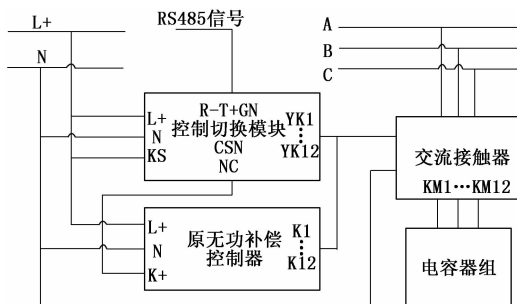 L+
N
RS485信号
A
B
C
R-T+GN
控制切换模块
CSN
NC
L+
N
KS
YK1
⋮
YK12
交流接触器
KM1⋯KM12
原无功补偿
控制器
L+
N
K+
K1
⋮
K12
电容器组